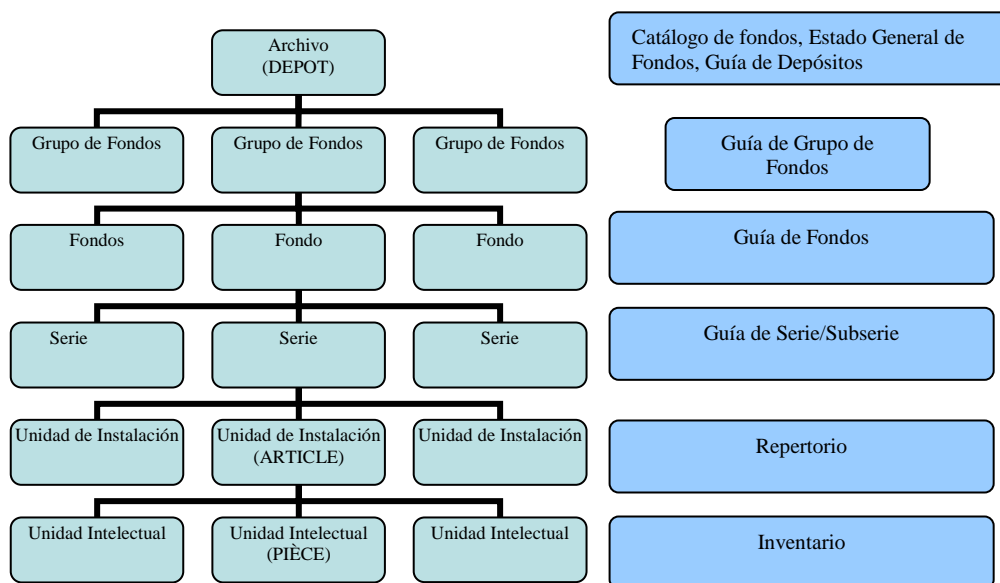 Archivo
(DEPOT)
Catálogo de fondos, Estado General de
Fondos, Guía de Depósitos
Grupo de Fondos
Grupo de Fondos
Grupo de Fondos
Guía de Grupo de
Fondos
Fondos
Fondo
Fondo
Guía de Fondos
Serie
Serie
Serie
Guía de Serie/Subserie
Unidad de Instalación
Unidad de Instalación
(ARTICLE)
Unidad de Instalación
Repertorio
Unidad Intelectual
Unidad Intelectual
(PIÈCE)
Unidad Intelectual
Inventario